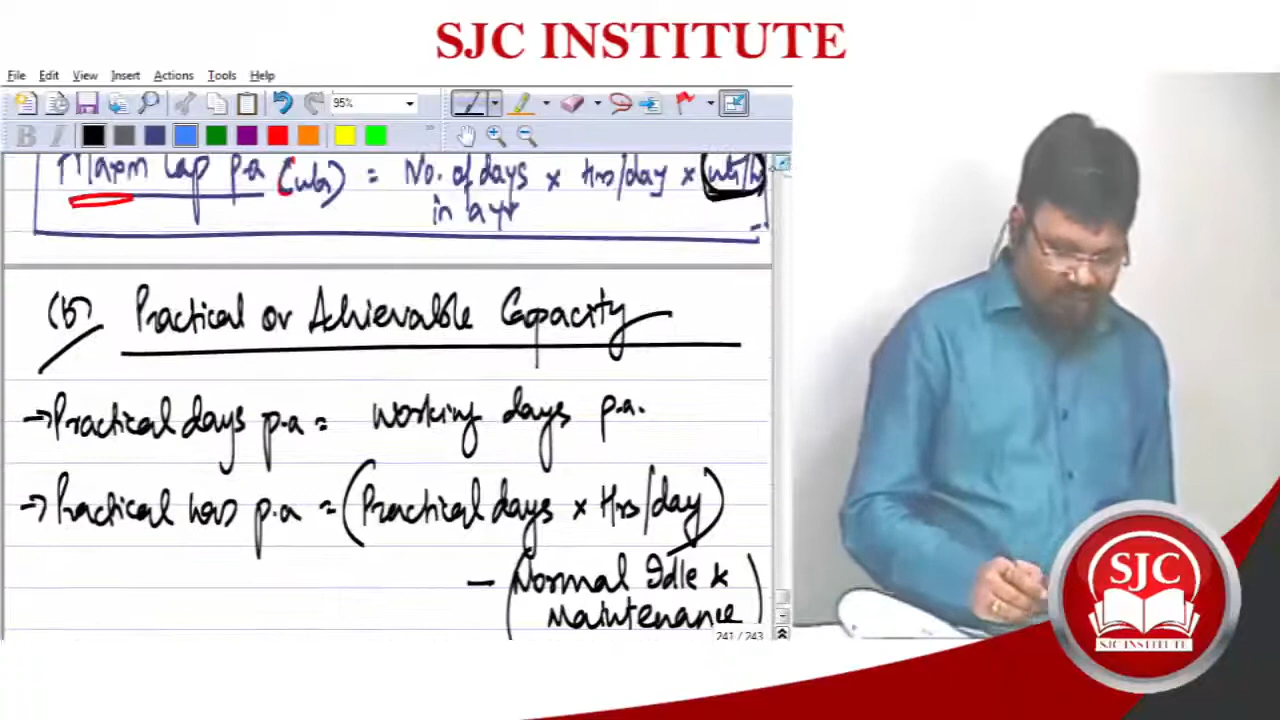 SJC INSTITUTE
File Edit View Insert Actions Tools Help
95%
B I
Maxm Cap p.a (units) = No. of days × Hrs/day × (units/hr)
in a yr
(b) Practical or Achievable Capacity
→ Practical days p.a = working days p.a.
→ Practical hrs p.a = (Practical days × Hrs/day)
− (Normal Idle &
Maintenance)
241 / 243
SJC
SJC INSTITUTE